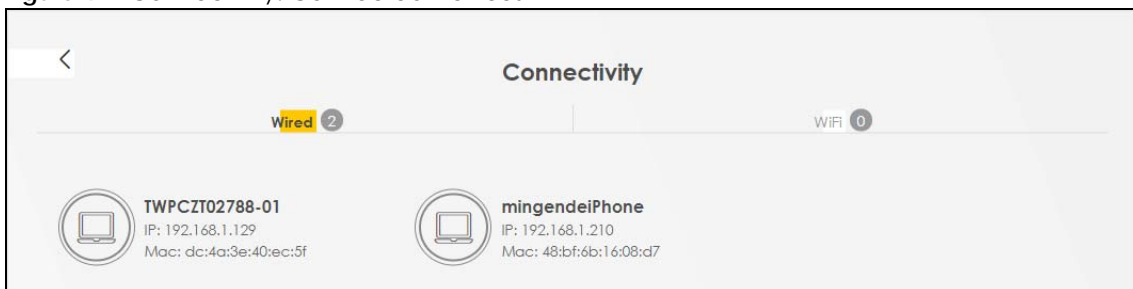 Connectivity
Wired 2
WiFi 0
TWPCZT02788-01
IP: 192.168.1.129
Mac: dc:4a:3e:40:ec:5f
mingendeiPhone
IP: 192.168.1.210
Mac: 48:bf:6b:16:08:d7